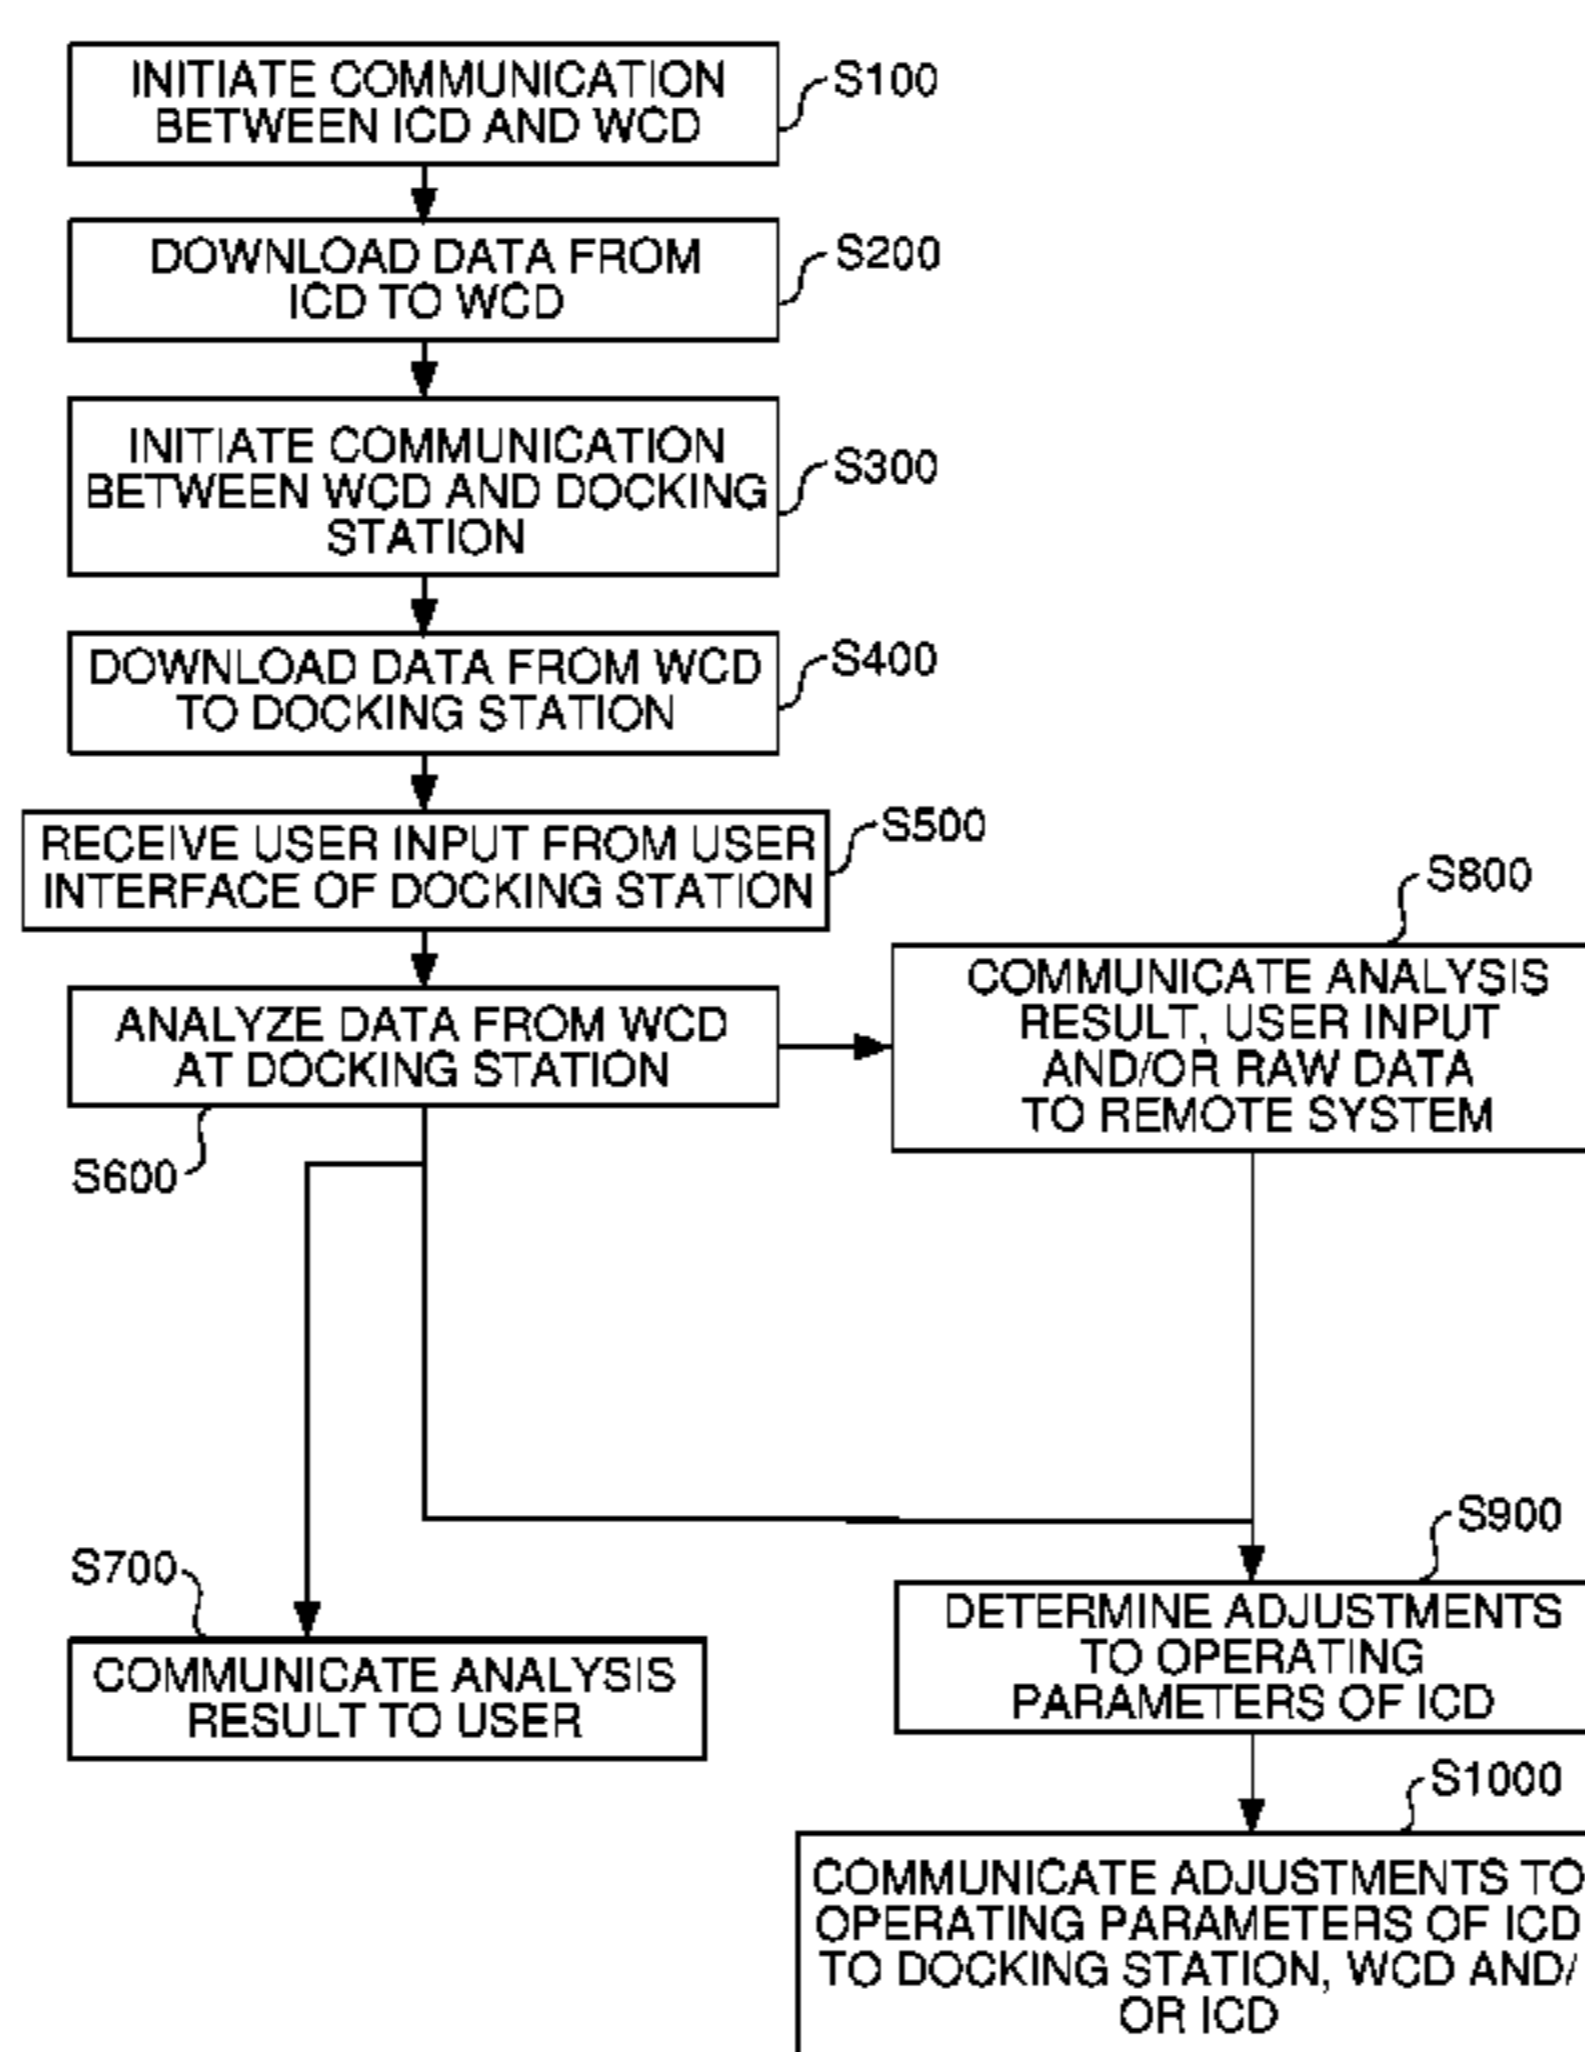 INITIATE COMMUNICATION
BETWEEN ICD AND WCD
S100
DOWNLOAD DATA FROM
ICD TO WCD
S200
INITIATE COMMUNICATION
BETWEEN WCD AND DOCKING
STATION
S300
DOWNLOAD DATA FROM WCD
TO DOCKING STATION
S400
RECEIVE USER INPUT FROM USER
INTERFACE OF DOCKING STATION
S500
ANALYZE DATA FROM WCD
AT DOCKING STATION
S600
S800
COMMUNICATE ANALYSIS
RESULT, USER INPUT
AND/OR RAW DATA
TO REMOTE SYSTEM
S700
COMMUNICATE ANALYSIS
RESULT TO USER
S900
DETERMINE ADJUSTMENTS
TO OPERATING
PARAMETERS OF ICD
S1000
COMMUNICATE ADJUSTMENTS TO
OPERATING PARAMETERS OF ICD
TO DOCKING STATION, WCD AND/
OR ICD